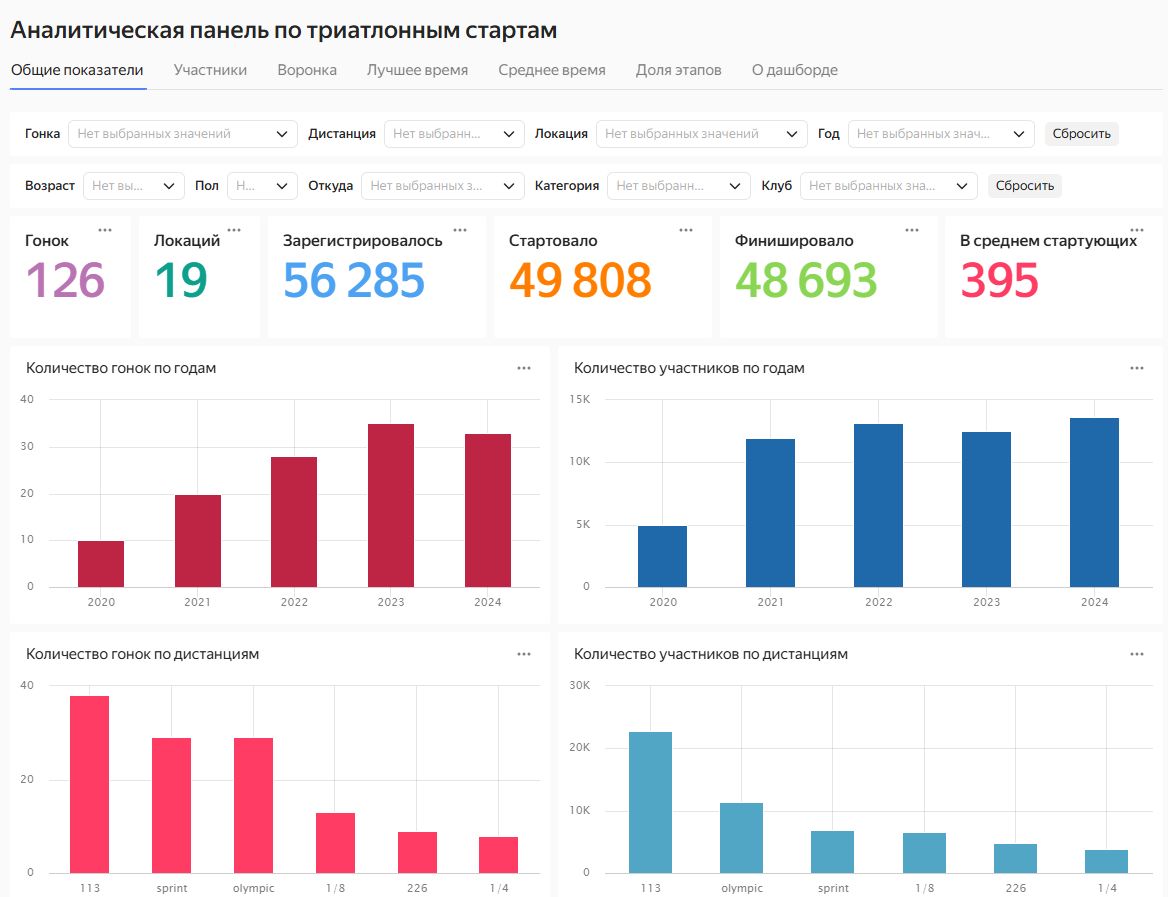 Аналитическая панель по триатлонным стартам
Общие показатели Участники Воронка Лучшее время Среднее время Доля этапов О дашборде
Гонка Нет выбранных значений Дистанция Нет выбранн... Локация Нет выбранных значений Год Нет выбранных знач... Сбросить
Возраст Нет вы... Пол Н... Откуда Нет выбранных з... Категория Нет выбранн... Клуб Нет выбранных зна... Сбросить
Гонок Локаций Зарегистрировалось Стартовало Финишировало В среднем стартующих
126 19 56 285 49 808 48 693 395
Количество гонок по годам
40
30
20
10
0
2020 2021 2022 2023 2024
Количество участников по годам
15K
10K
5K
0
2020 2021 2022 2023 2024
Количество гонок по дистанциям
40
20
0
113 sprint olympic 1/8 226 1/4
Количество участников по дистанциям
30K
20K
10K
0
113 olympic sprint 1/8 226 1/4